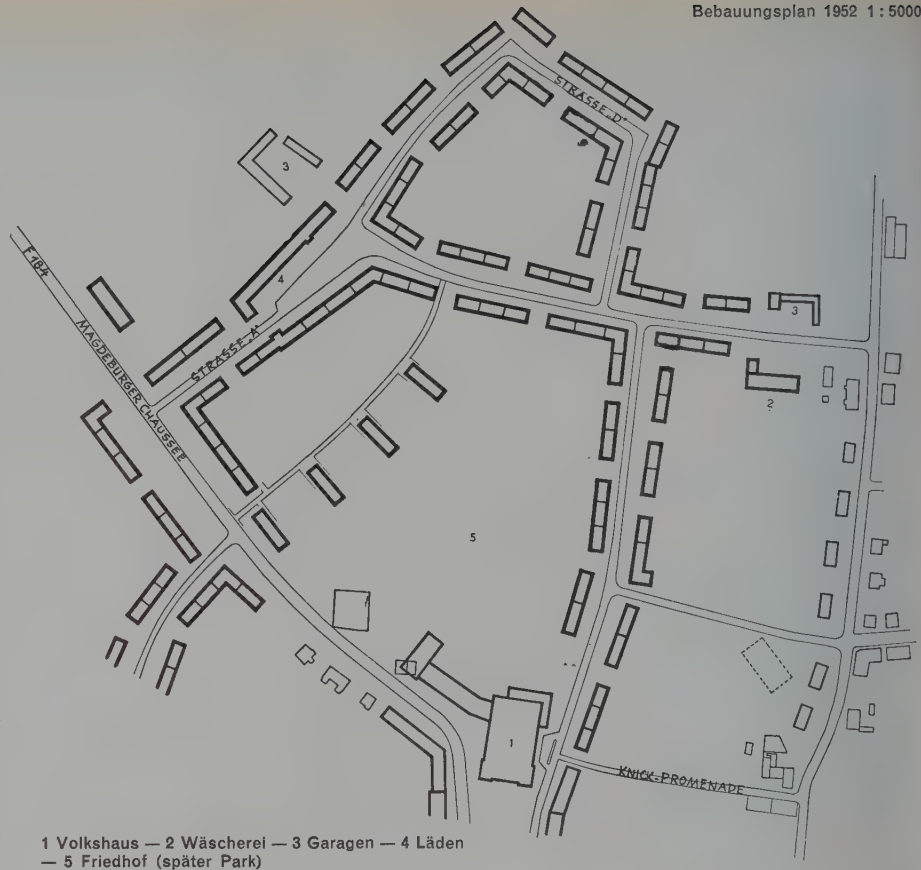 Bebauungsplan 1952 1 : 5000
STRASSE „D“
3
F 184
4
MAGDEBURGER CHAUSSEE
STRASSE „A“
3
2
5
1
KNICK-PROMENADE
1 Volkshaus — 2 Wäscherei — 3 Garagen — 4 Läden
— 5 Friedhof (später Park)